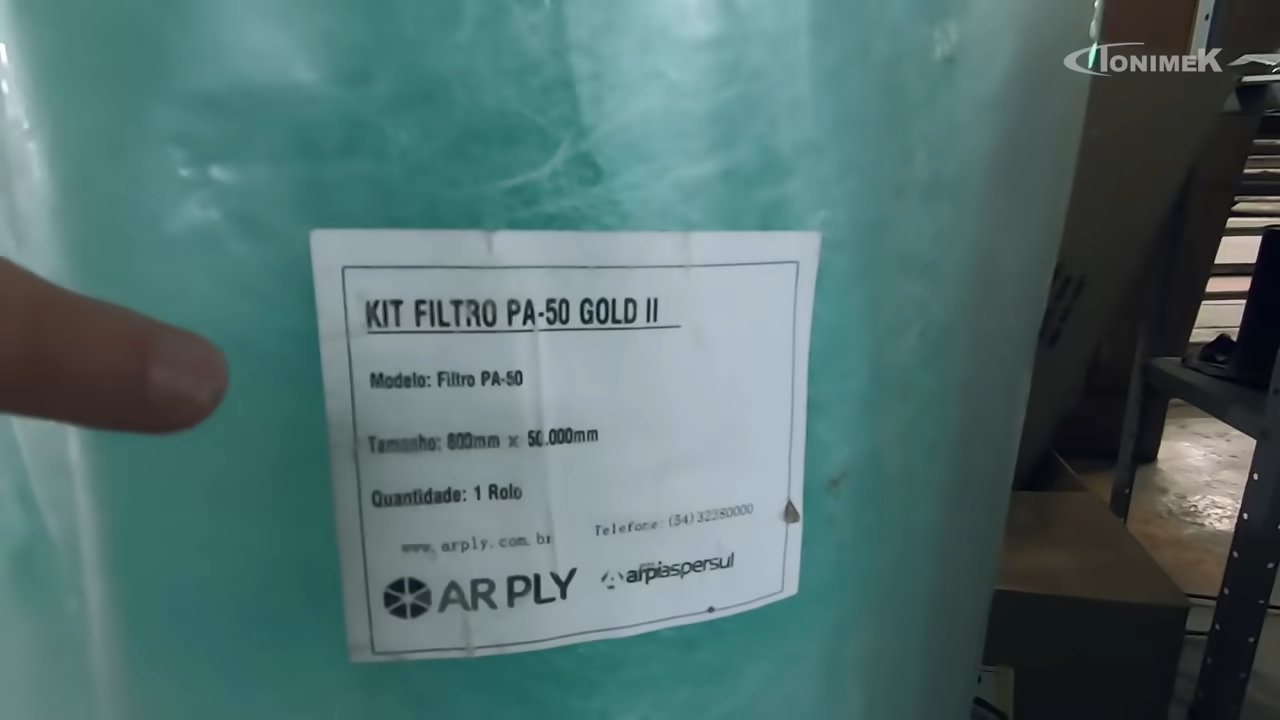 TONIMEK
KIT FILTRO PA-50 GOLD II
Modelo: Filtro PA-50
Tamanho: 800mm x 50.000mm
Quantidade: 1 Rolo
www.arply.com.br Telefone:(54)32280000
AR PLY arpiaspersul